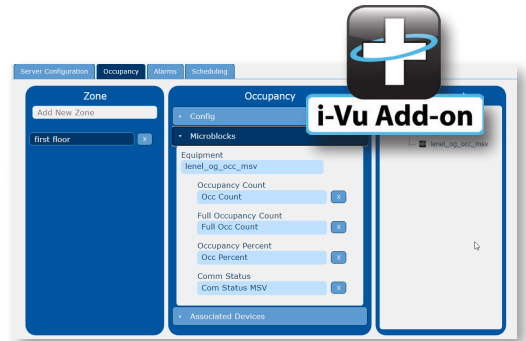 Server Configuration
Occupancy
Alarms
Scheduling
Zone
Add New Zone
first floor
x
Occupancy
Config
Microblocks
Equipment
lenel_og_occ_msv
Occupancy Count
Occ Count
x
Full Occupancy Count
Full Occ Count
x
Occupancy Percent
Occ Percent
x
Comm Status
Com Status MSV
x
Associated Devices
i-Vu Add-on
lenel_og_occ_msv